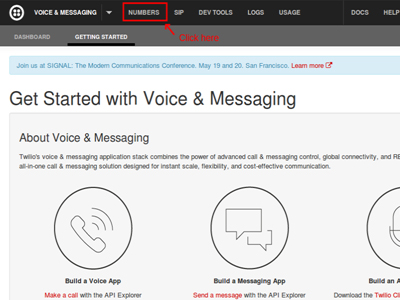 VOICE & MESSAGING NUMBERS SIP DEV TOOLS LOGS USAGE DOCS HELP
DASHBOARD GETTING STARTED
Click here
Join us at SIGNAL: The Modern Communications Conference. May 19 and 20. San Francisco. Learn more
Get Started with Voice & Messaging
About Voice & Messaging
Twilio's voice & messaging application stack combines the power of advanced call & messaging control, global connectivity, and RE
all-in-one call & messaging solution designed for instant scale, flexibility, and cost-effective communication.
Build a Voice App Build a Messaging App Build an A
Make a call with the API Explorer Send a message with the API Explorer Download the Twilio Cl